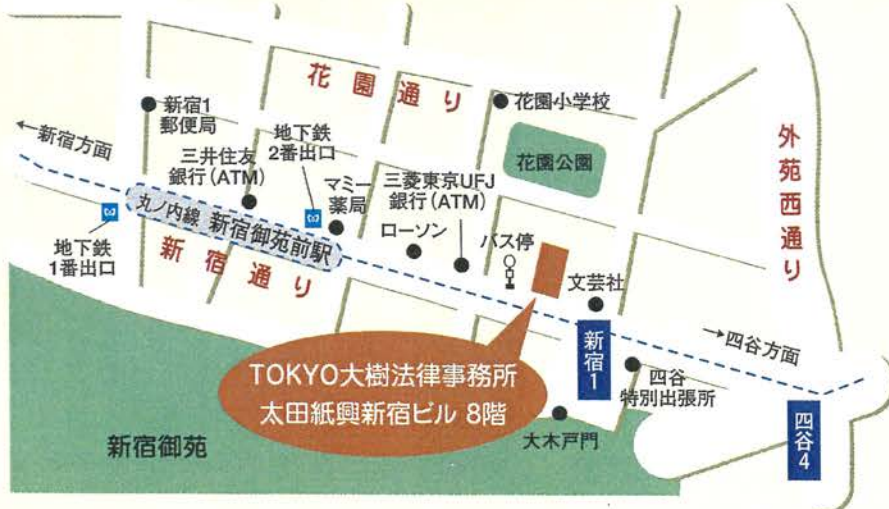 花園通り
新宿1
郵便局
花園小学校
←新宿方面
三井住友
銀行(ATM)
地下鉄
2番出口
花園公園
外苑西通り
マミー
薬局
三菱東京UFJ
銀行(ATM)
丸ノ内線 新宿御苑前駅
ローソン
バス停
地下鉄
1番出口
新宿通り
文芸社
新宿1
→四谷方面
TOKYO大樹法律事務所
太田紙興新宿ビル 8階
四谷
特別出張所
大木戸門
新宿御苑
四谷4